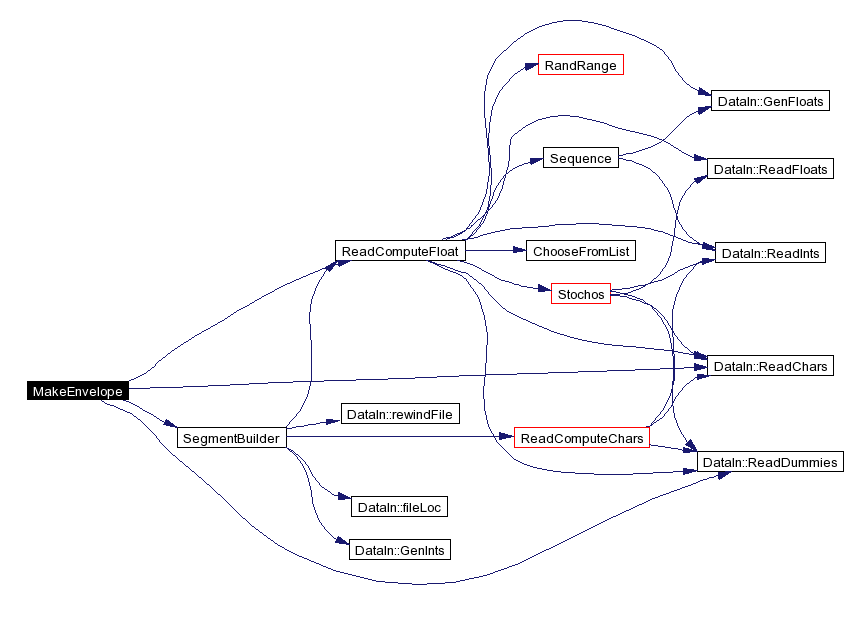 RandRange
DataIn::GenFloats
Sequence
DataIn::ReadFloats
ReadComputeFloat
ChooseFromList
DataIn::ReadInts
Stochos
DataIn::ReadChars
MakeEnvelope
DataIn::rewindFile
SegmentBuilder
ReadComputeChars
DataIn::ReadDummies
DataIn::fileLoc
DataIn::GenInts